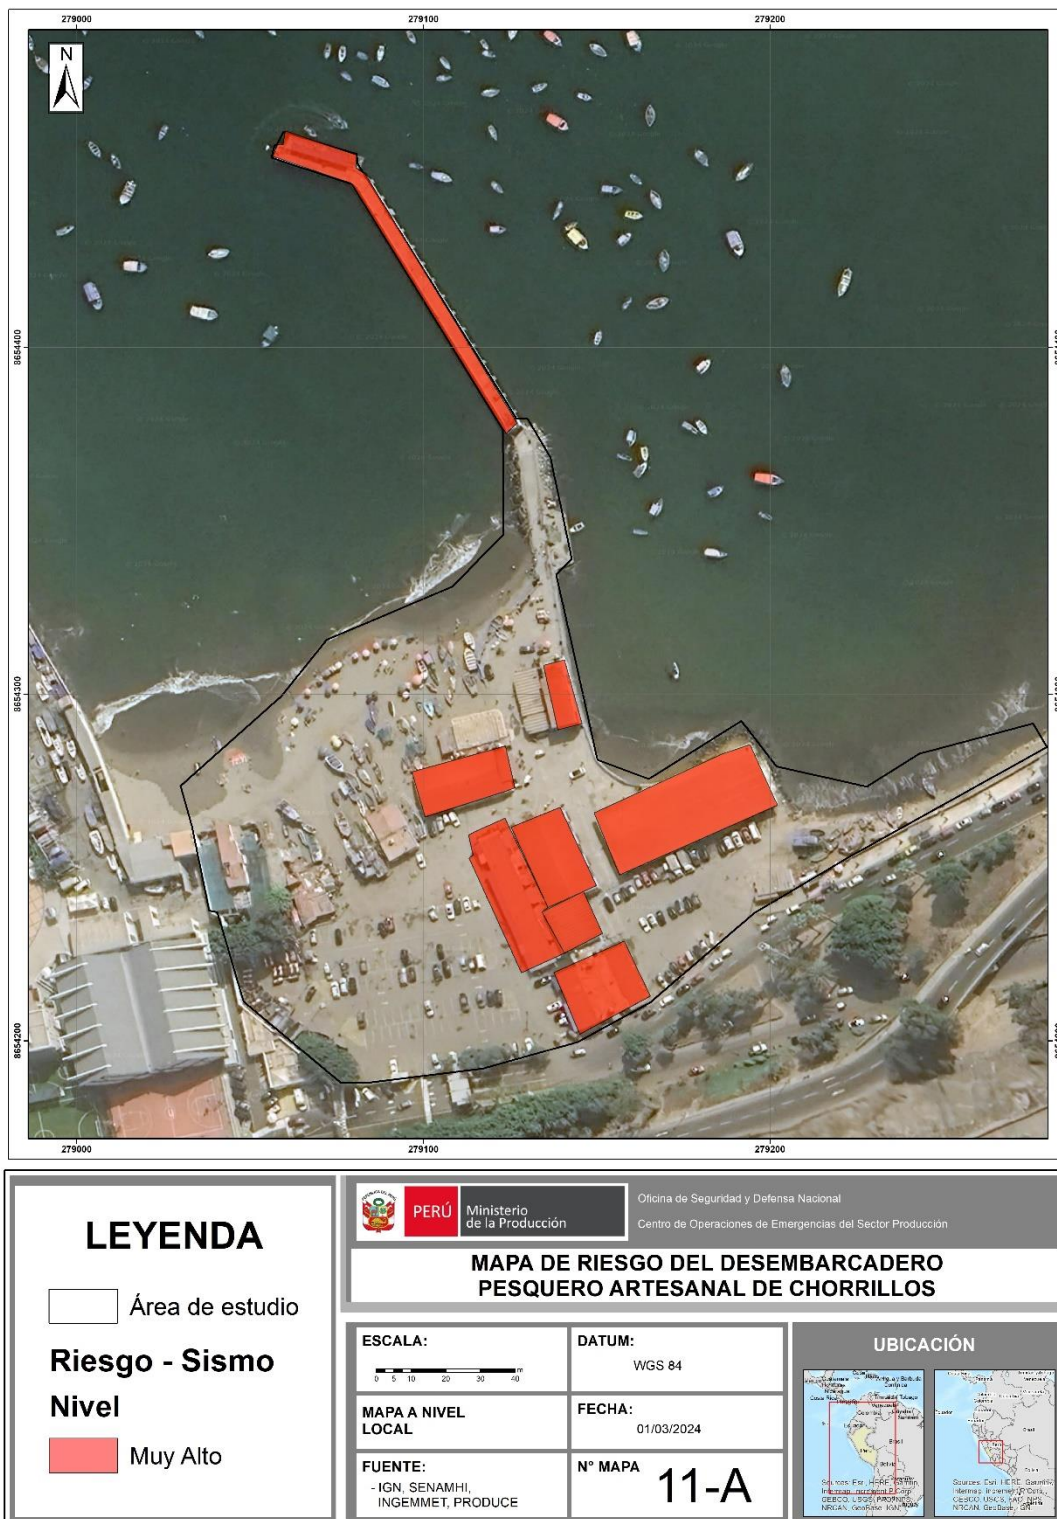 279000
279100
279200
N
8654400
8654400
8654300
8654300
8654200
8654200
279000
279100
279200
LEYENDA
Área de estudio
Riesgo - Sismo
Nivel
Muy Alto
PERÚ
Ministerio
de la Producción
Oficina de Seguridad y Defensa Nacional
Centro de Operaciones de Emergencias del Sector Producción
MAPA DE RIESGO DEL DESEMBARCADERO
PESQUERO ARTESANAL DE CHORRILLOS
ESCALA:
m
0 5 10 20 30 40
DATUM:
WGS 84
MAPA A NIVEL
LOCAL
FECHA:
01/03/2024
FUENTE:
- IGN, SENAMHI,
INGEMMET, PRODUCE
N° MAPA
11-A
UBICACIÓN